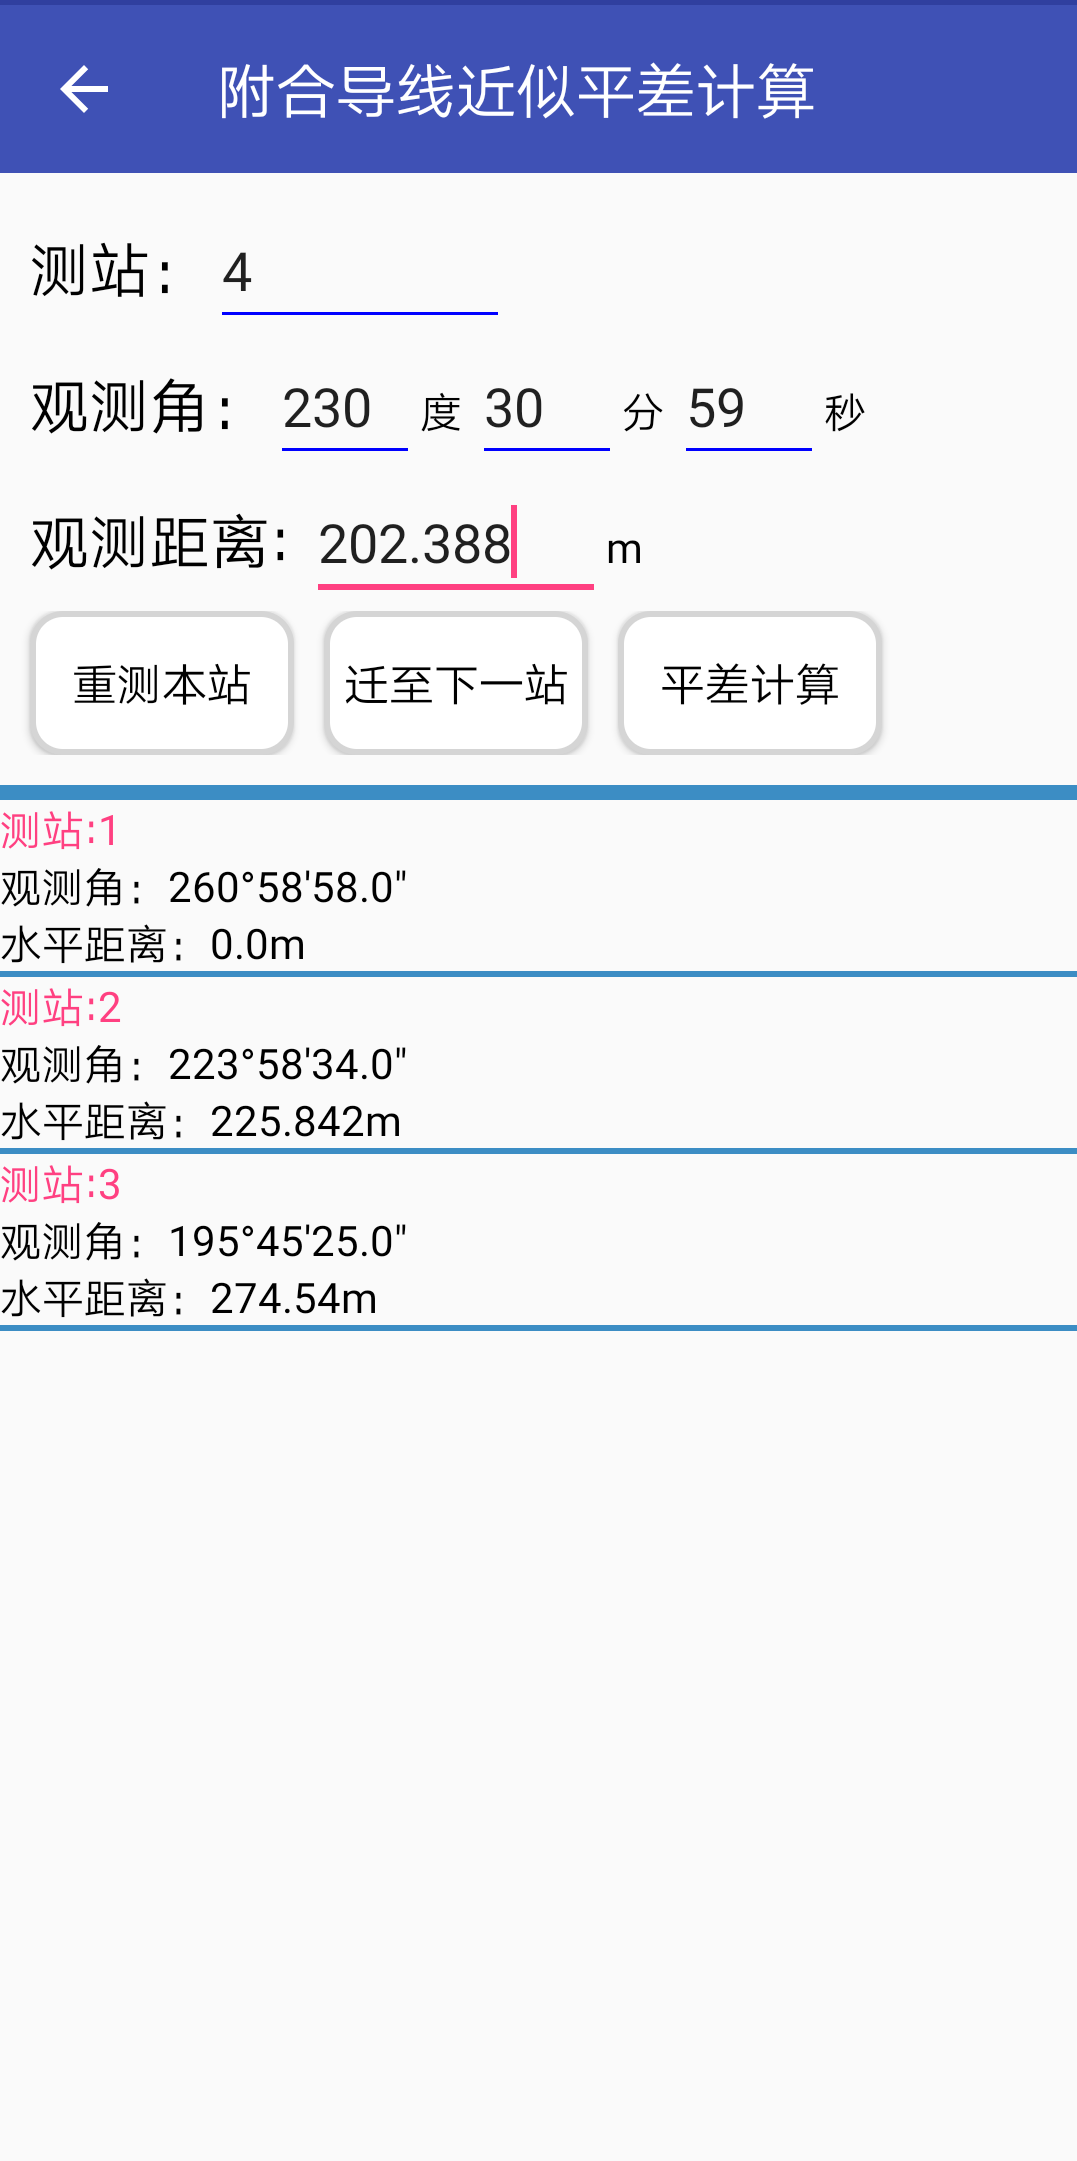 附合导线近似平差计算
测站: 4
观测角: 230 度 30 分 59 秒
观测距离: 202.388 m
重测本站 迁至下一站 平差计算
测站:1
观测角: 260°58'58.0"
水平距离: 0.0m
测站:2
观测角: 223°58'34.0"
水平距离: 225.842m
测站:3
观测角: 195°45'25.0"
水平距离: 274.54m